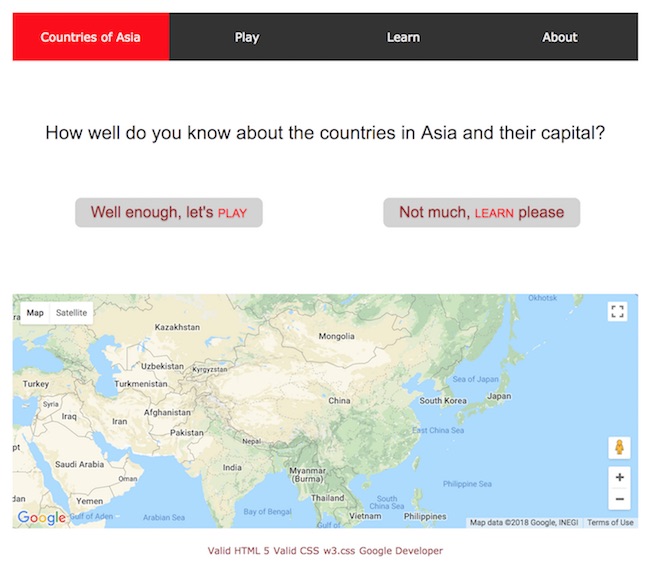 Countries of Asia Play Learn About
How well do you know about the countries in Asia and their capital?
Well enough, let's PLAY
Not much, LEARN please
Okhotsk
Map Satellite
Kazakhstan
Mongolia
Uzbekistan
Kyrgyzstan
Sea of Japan
Turkey
Turkmenistan
Japan
China
South Korea
Syria
Afghanistan
Iraq
Iran
East China Sea
Pakistan
Nepal
Saudi Arabia
India
Myanmar
(Burma)
Oman
Philippine Sea
Yemen
Thailand
South
China Sea
Bay of Bengal
Google
Gulf of Aden
Arabian Sea
Vietnam
Philippines
Gulf of
Map data ©2018 Google, INEGI Terms of Use
Valid HTML 5 Valid CSS w3.css Google Developer